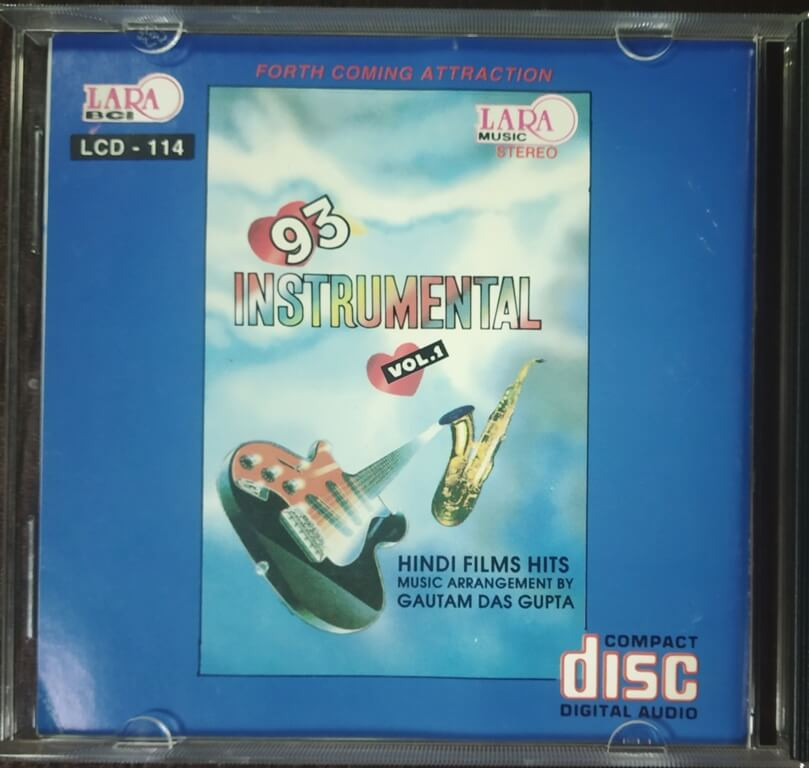 FORTH COMING ATTRACTION
LARA
BCI
LCD - 114
LARA
MUSIC
STEREO
93
INSTRUMENTAL
VOL.1
HINDI FILMS HITS
MUSIC ARRANGEMENT BY
GAUTAM DAS GUPTA
COMPACT
disc
DIGITAL AUDIO